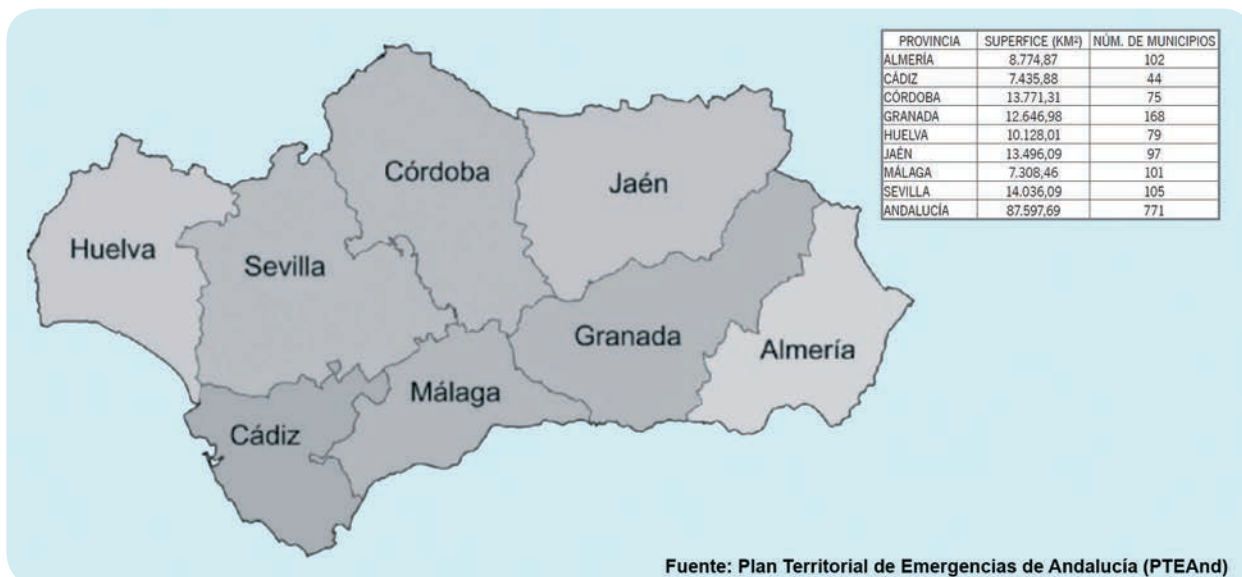 PROVINCIA SUPERFICE (KM²) NÚM. DE MUNICIPIOS
ALMERÍA 8.774,87 102
CÁDIZ 7.435,88 44
CÓRDOBA 13.771,31 75
GRANADA 12.646,98 168
HUELVA 10.128,01 79
JAÉN 13.496,09 97
MÁLAGA 7.308,46 101
SEVILLA 14.036,09 105
ANDALUCÍA 87.597,69 771
Córdoba
Jaén
Huelva
Sevilla
Granada
Almería
Málaga
Cádiz
Fuente: Plan Territorial de Emergencias de Andalucía (PTEAnd)